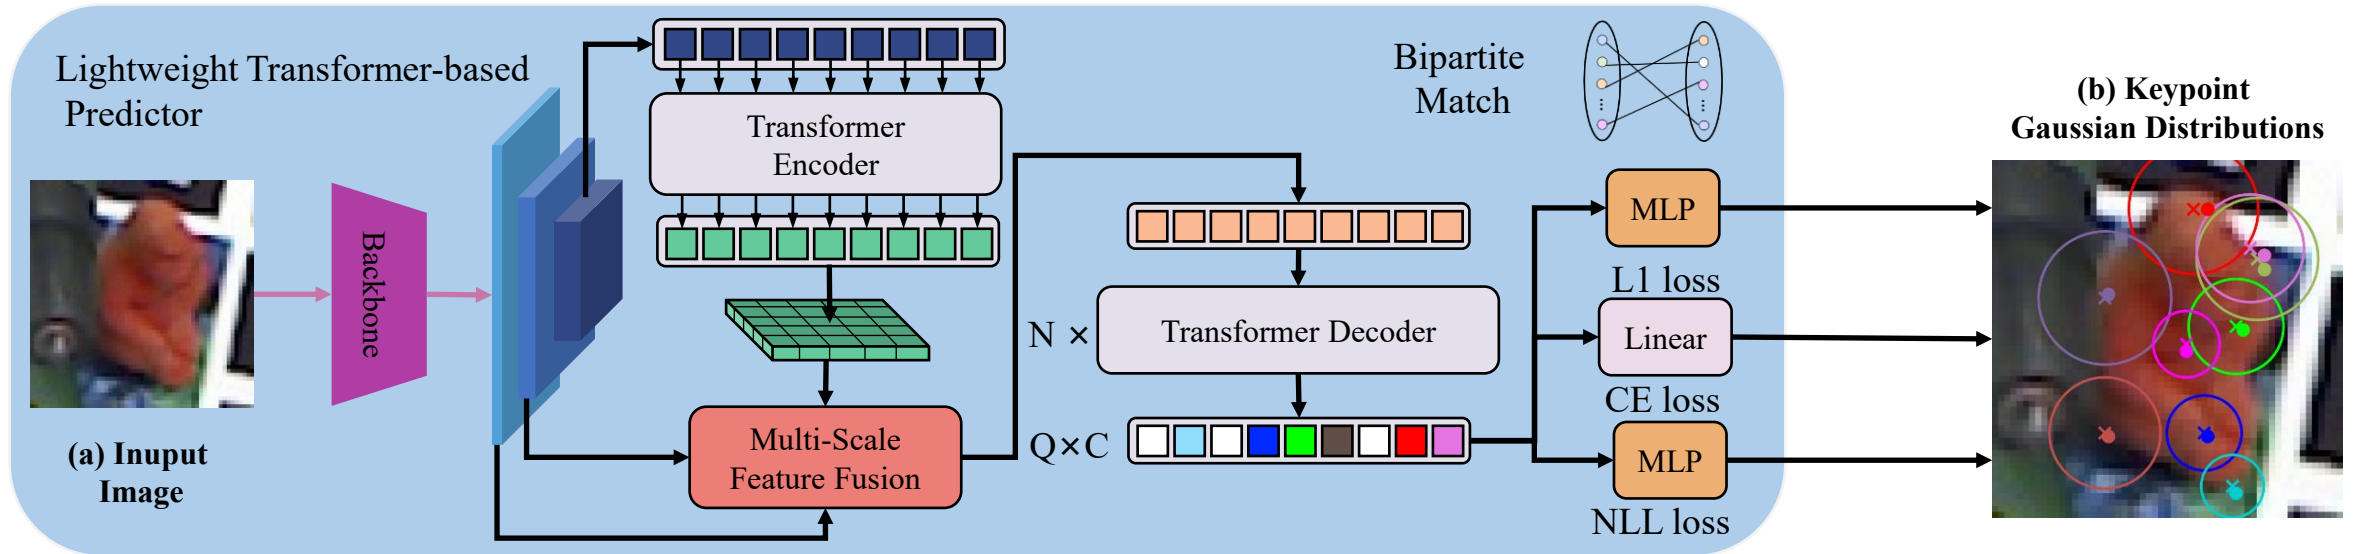 Lightweight Transformer-based
Predictor
(a) Inuput
Image
Backbone
Transformer
Encoder
Multi-Scale
Feature Fusion
Bipartite
Match
N ×
Transformer Decoder
Q×C
MLP
L1 loss
Linear
CE loss
MLP
NLL loss
(b) Keypoint
Gaussian Distributions